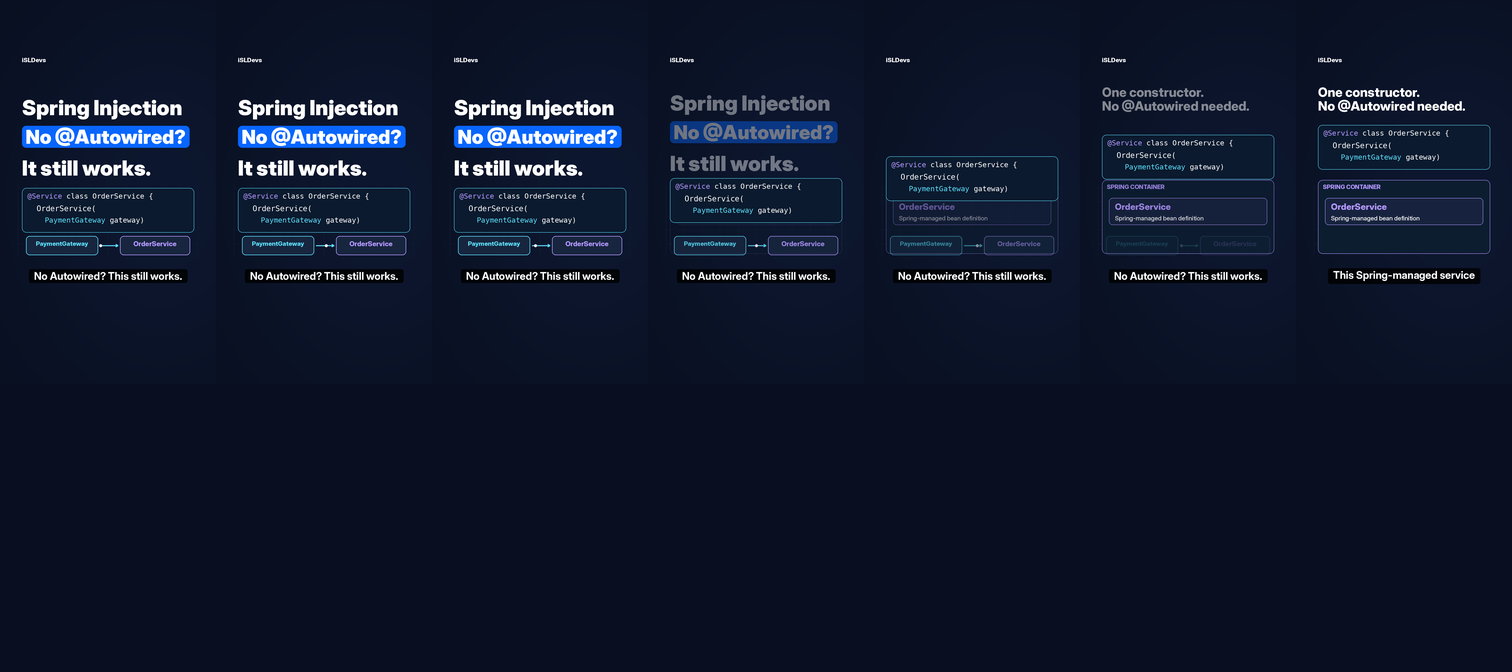 iSLDevs
Spring Injection
No @Autowired?
It still works.
@Service class OrderService {
OrderService(
PaymentGateway gateway)
PaymentGateway
OrderService
No Autowired? This still works.
iSLDevs
Spring Injection
No @Autowired?
It still works.
@Service class OrderService {
OrderService(
PaymentGateway gateway)
PaymentGateway
OrderService
No Autowired? This still works.
iSLDevs
Spring Injection
No @Autowired?
It still works.
@Service class OrderService {
OrderService(
PaymentGateway gateway)
PaymentGateway
OrderService
No Autowired? This still works.
iSLDevs
Spring Injection
No @Autowired?
It still works.
@Service class OrderService {
OrderService(
PaymentGateway gateway)
PaymentGateway
OrderService
No Autowired? This still works.
iSLDevs
@Service class OrderService {
OrderService(
PaymentGateway gateway)
OrderService
Spring-managed bean definition
PaymentGateway
OrderService
No Autowired? This still works.
iSLDevs
One constructor.
No @Autowired needed.
@Service class OrderService {
OrderService(
PaymentGateway gateway)
SPRING CONTAINER
OrderService
Spring-managed bean definition
PaymentGateway
OrderService
No Autowired? This still works.
iSLDevs
One constructor.
No @Autowired needed.
@Service class OrderService {
OrderService(
PaymentGateway gateway)
SPRING CONTAINER
OrderService
Spring-managed bean definition
This Spring-managed service